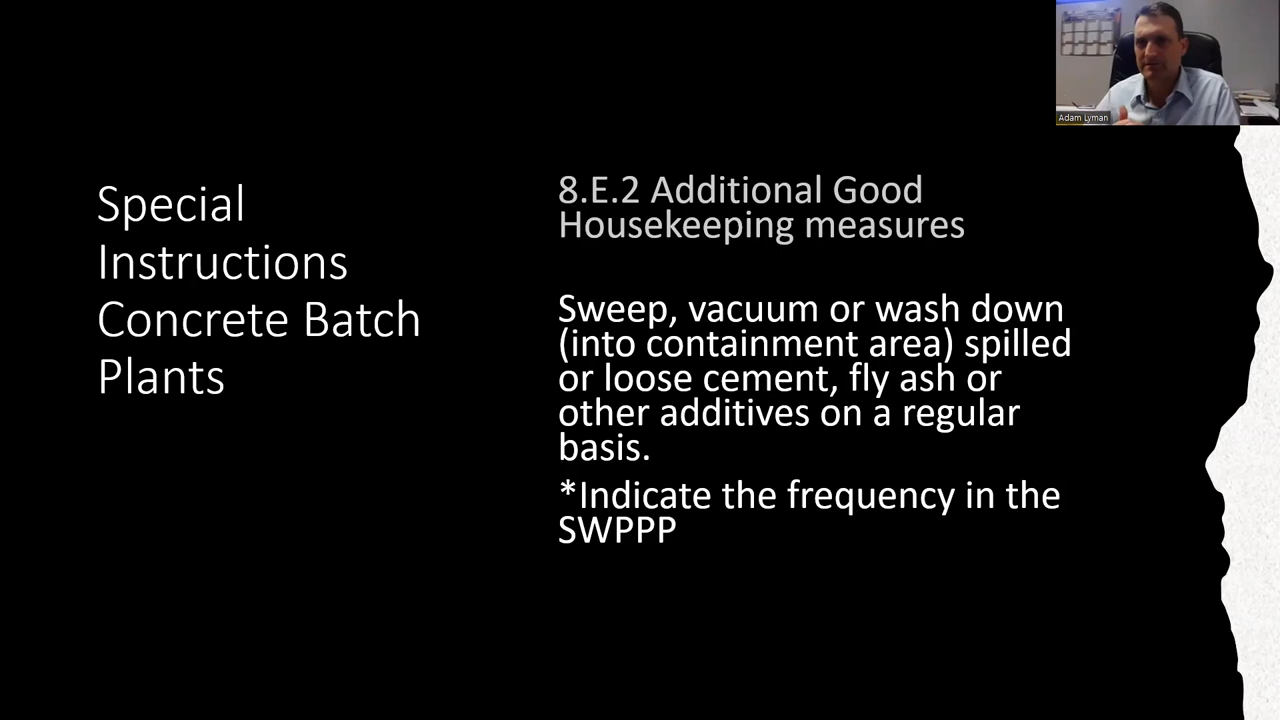 Adam Lyman
Special
Instructions
Concrete Batch
Plants
8.E.2 Additional Good
Housekeeping measures
Sweep, vacuum or wash down
(into containment area) spilled
or loose cement, fly ash or
other additives on a regular
basis.
*Indicate the frequency in the
SWPPP